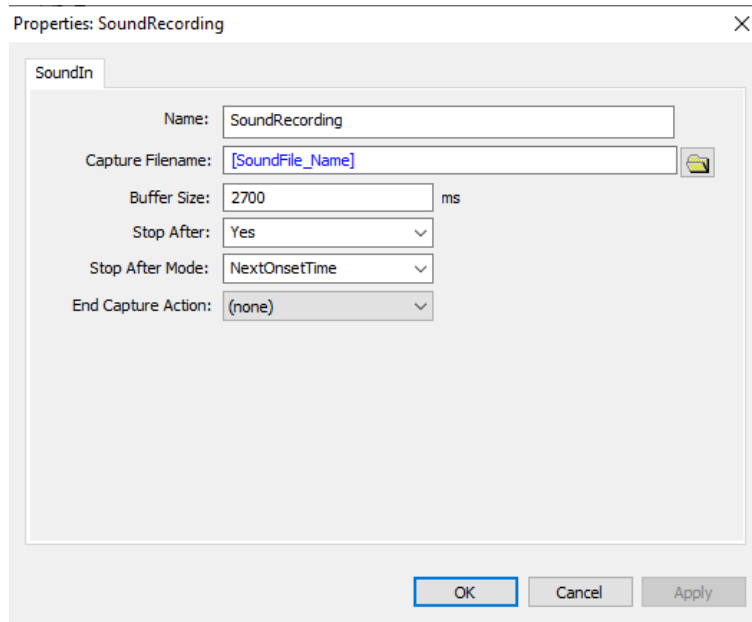 Properties: SoundRecording
SoundIn
Name: SoundRecording
Capture Filename: [SoundFile_Name]
Buffer Size: 2700 ms
Stop After: Yes
Stop After Mode: NextOnsetTime
End Capture Action: (none)
OK Cancel Apply